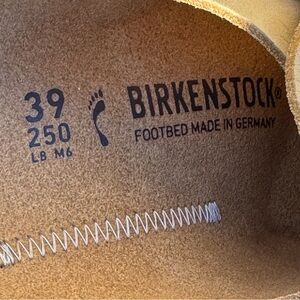 39
250
LB M6
BIRKENSTOCK®
FOOTBED MADE IN GERMANY